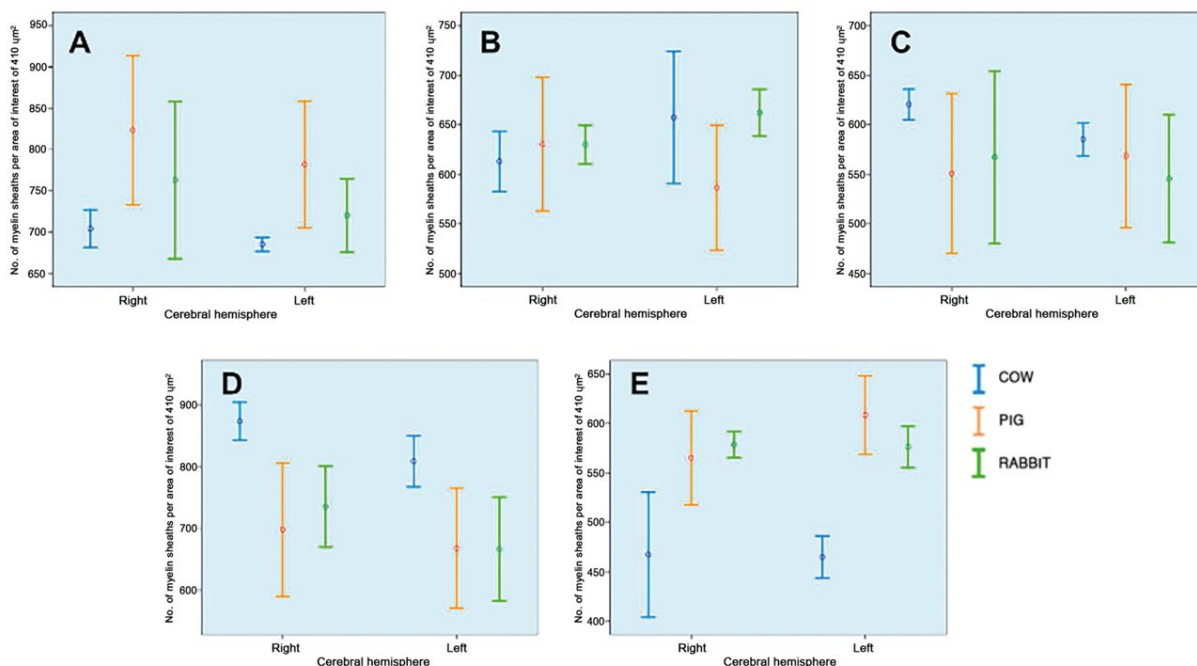 A
No. of myelin sheaths per area of interest of 410 µm²
950
900
850
800
750
700
650
Right
Left
Cerebral hemisphere
B
No. of myelin sheaths per area of interest of 410 µm²
750
700
650
600
550
500
Right
Left
Cerebral hemisphere
C
No. of myelin sheaths per area of interest of 410 µm²
700
650
600
550
500
450
Right
Left
Cerebral hemisphere
D
No. of myelin sheaths per area of interest of 410 µm²
900
800
700
600
Right
Left
Cerebral hemisphere
E
No. of myelin sheaths per area of interest of 410 µm²
650
600
550
500
450
400
Right
Left
Cerebral hemisphere
COW
PIG
RABBIT